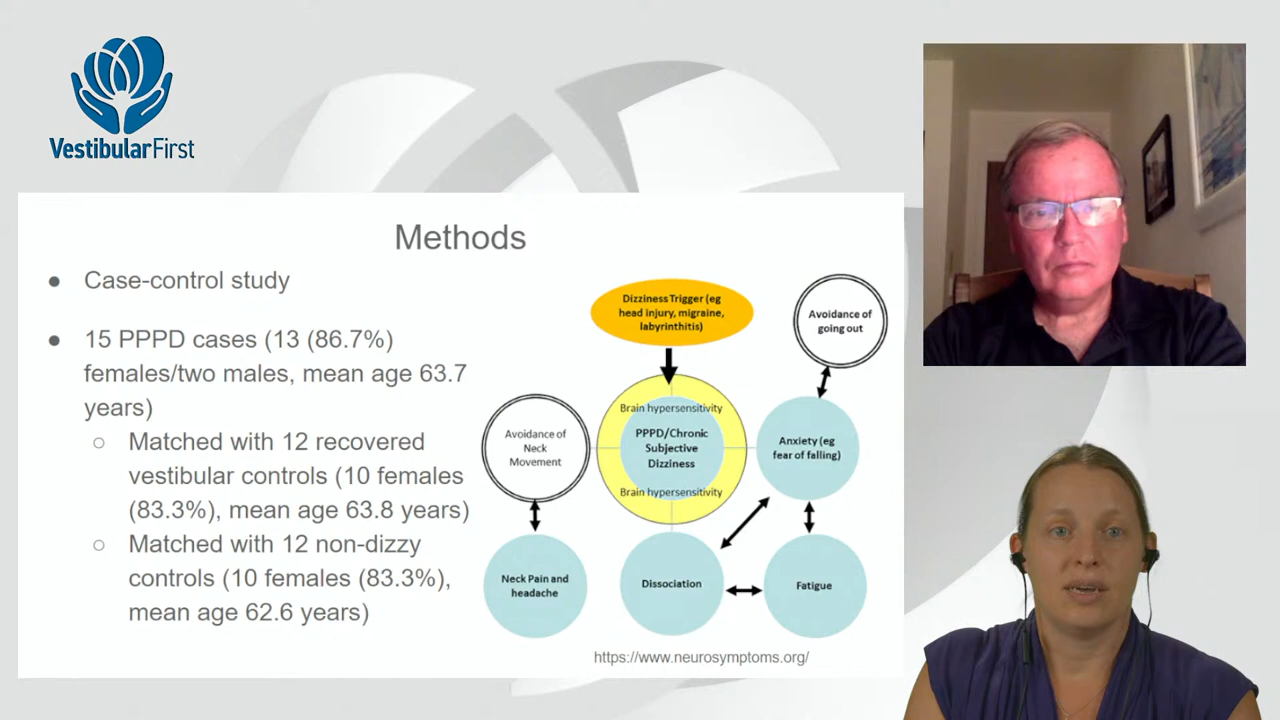 VestibularFirst
Methods
● Case-control study
● 15 PPPD cases (13 (86.7%)
females/two males, mean age 63.7
years)
○ Matched with 12 recovered
vestibular controls (10 females
(83.3%), mean age 63.8 years)
○ Matched with 12 non-dizzy
controls (10 females (83.3%),
mean age 62.6 years)
Dizziness Trigger (eg
head injury, migraine,
labyrinthitis)
Avoidance of
going out
Brain hypersensitivity
PPPD/Chronic
Subjective
Dizziness
Brain hypersensitivity
Avoidance of
Neck
Movement
Anxiety (eg
fear of falling)
Neck Pain and
headache
Dissociation
Fatigue
https://www.neurosymptoms.org/